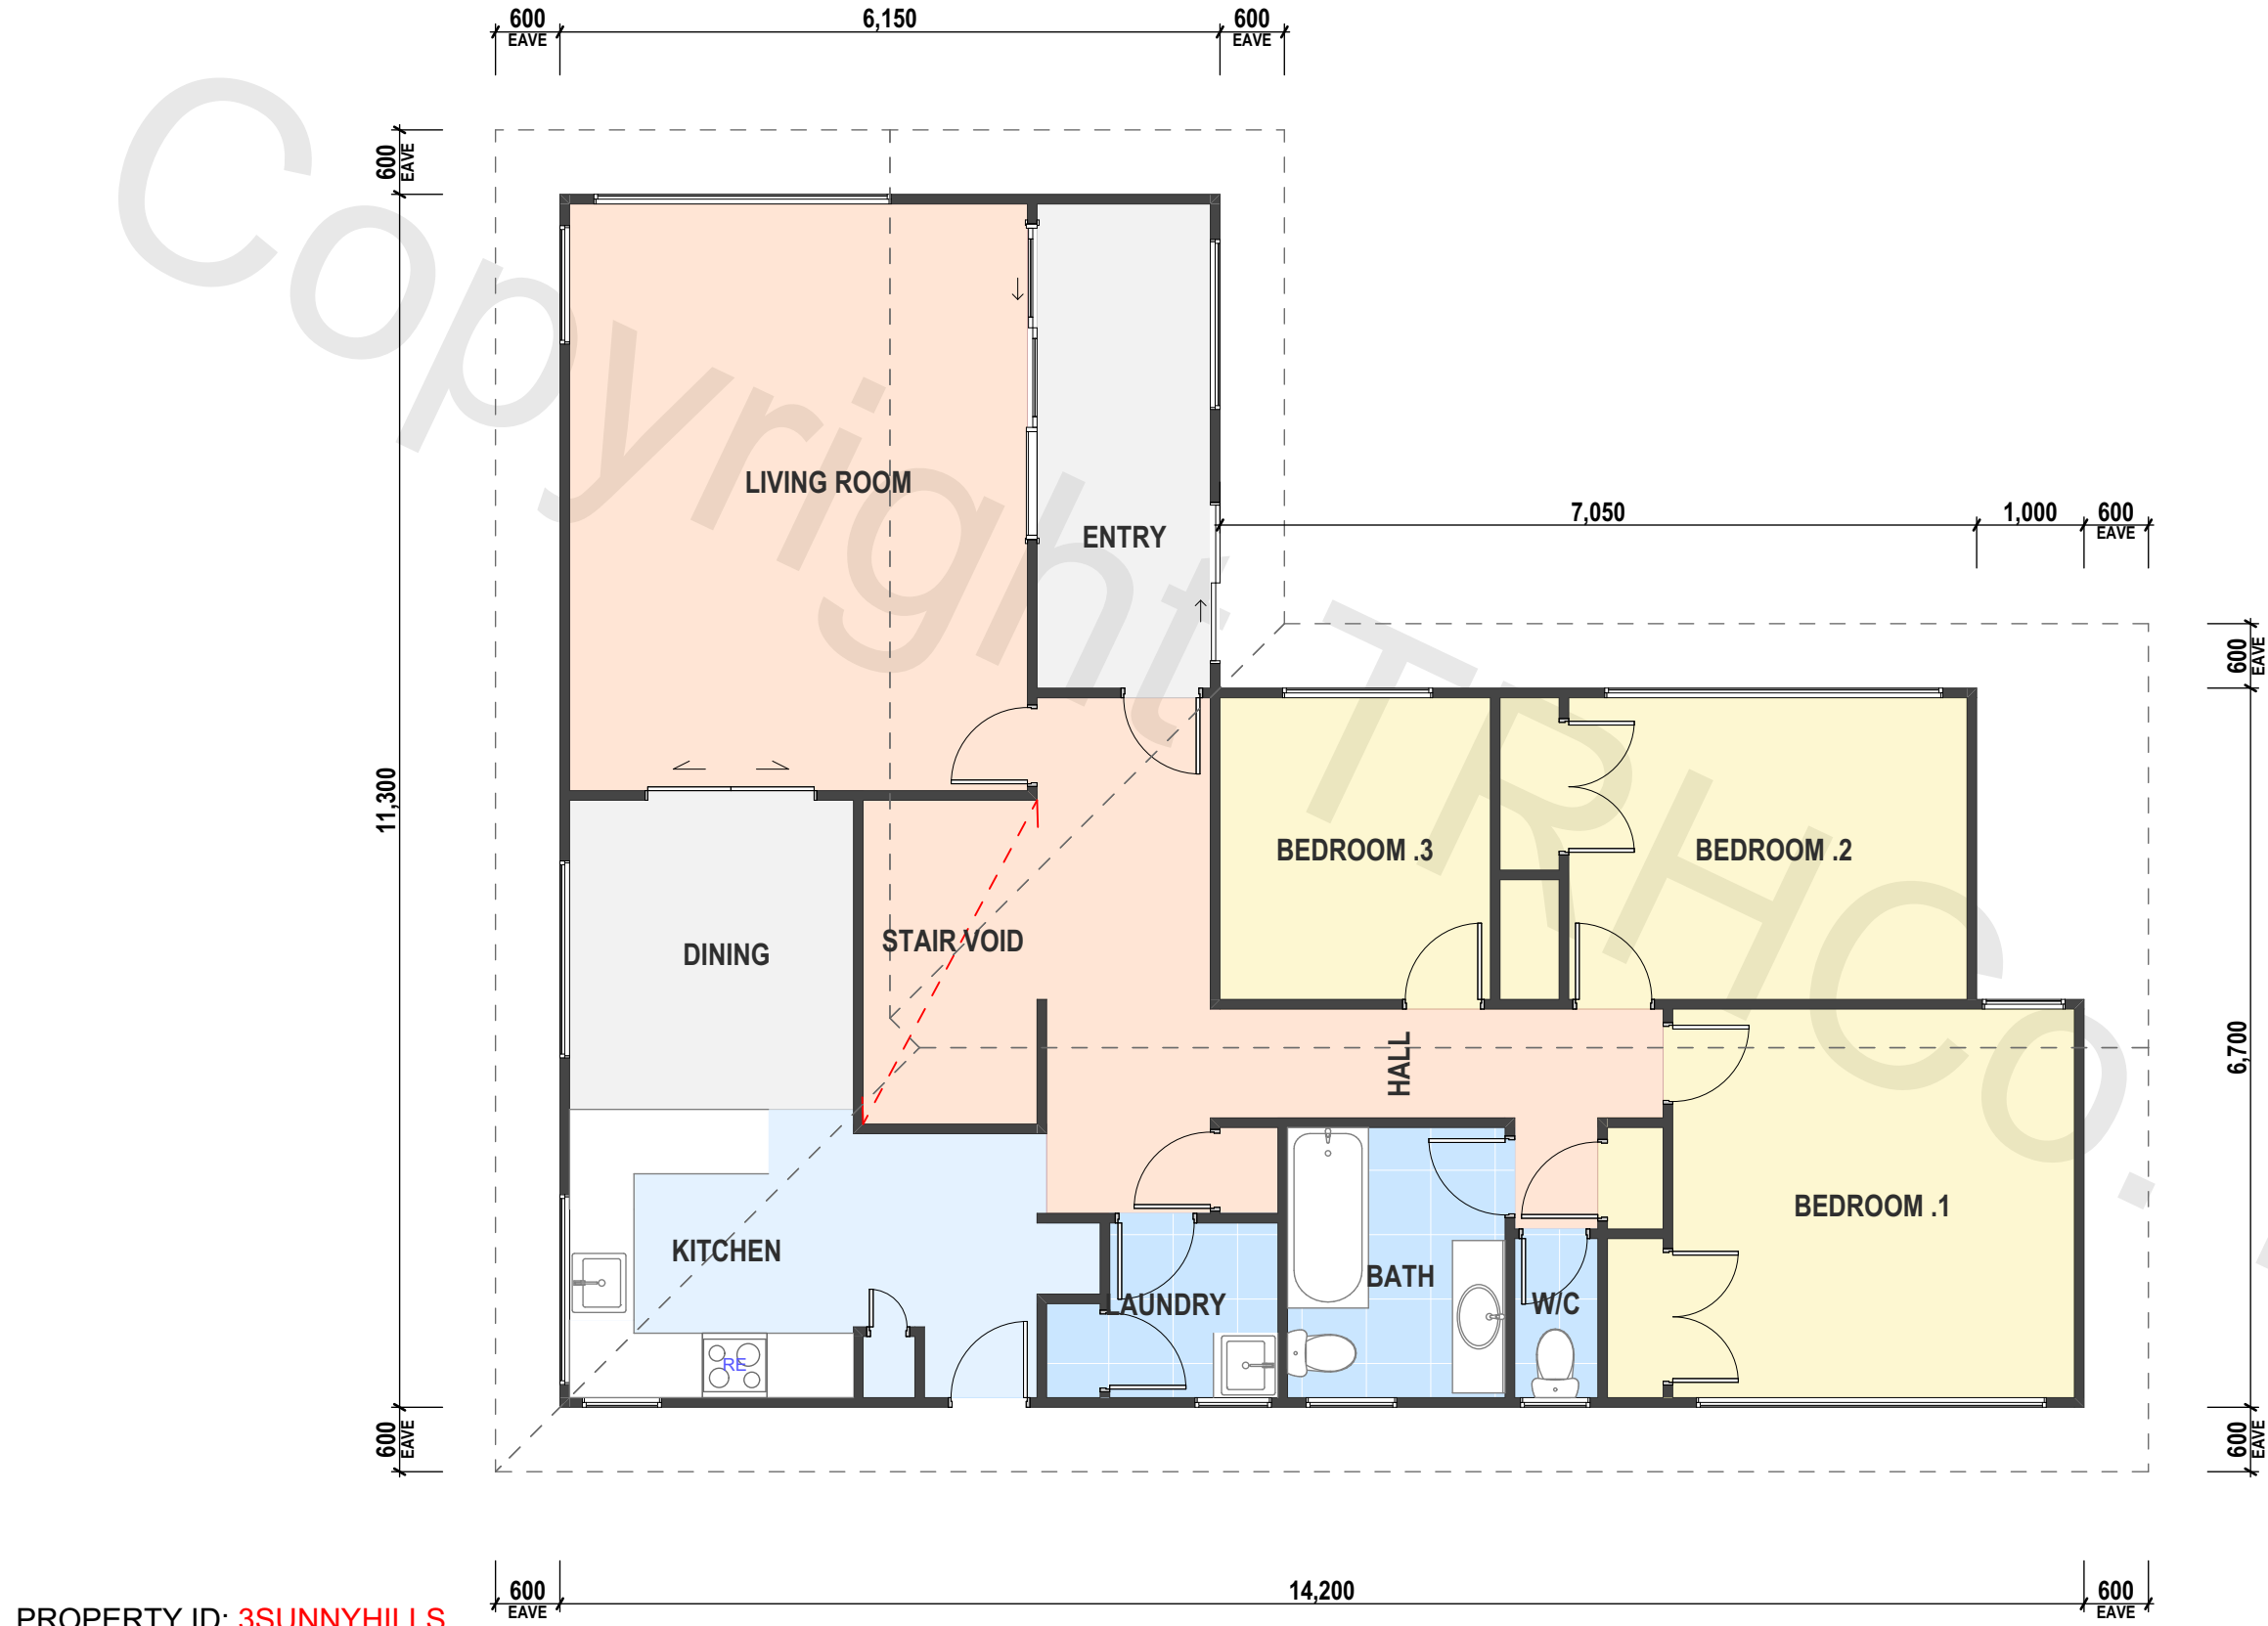 600
EAVE
6,150
600
EAVE
600
EAVE
Copyright TRHCo.
LIVING ROOM
7,050
1,000
600
EAVE
ENTRY
600
EAVE
11,300
BEDROOM .3
BEDROOM .2
STAIR VOID
DINING
HALL
6,700
BEDROOM .1
KITCHEN
BATH
LAUNDRY
W/C
RE
600
EAVE
600
EAVE
600
EAVE
14,200
600
EAVE
PROPERTY ID: 3SUNNYHILLS